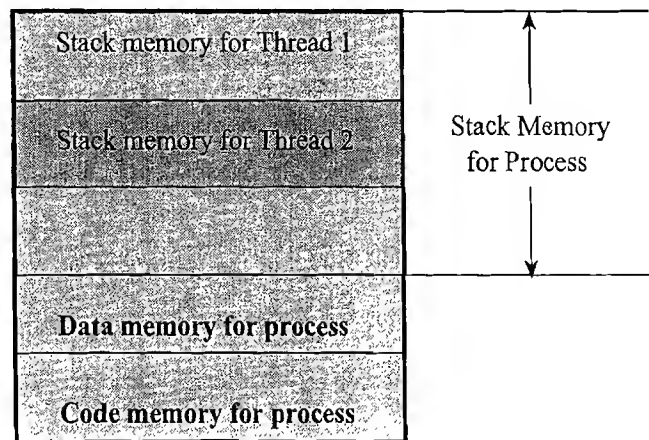 Stack memory for Thread 1
Stack memory for Thread 2
Stack Memory
for Process
Data memory for process
Code memory for process